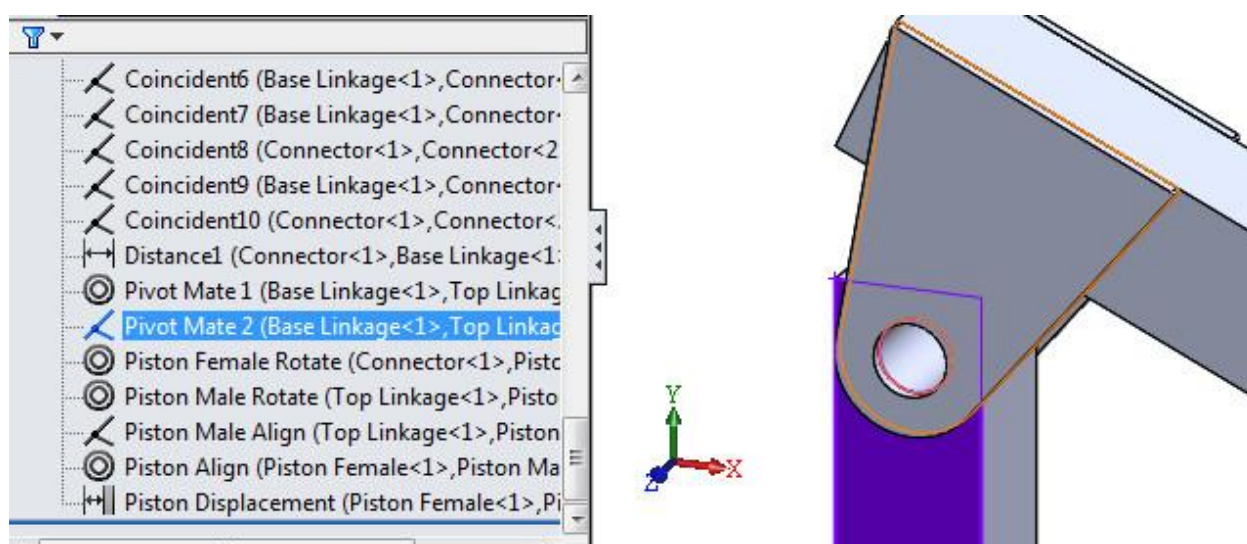 Coincident6 (Base Linkage<1>,Connector
Coincident7 (Base Linkage<1>,Connector
Coincident8 (Connector<1>,Connector<2
Coincident9 (Base Linkage<1>,Connector
Coincident10 (Connector<1>,Connector<
Distance1 (Connector<1>,Base Linkage<1
Pivot Mate 1 (Base Linkage<1>,Top Linkag
Pivot Mate 2 (Base Linkage<1>,Top Linkag
Piston Female Rotate (Connector<1>,Pisto
Piston Male Rotate (Top Linkage<1>,Pisto
Piston Male Align (Top Linkage<1>,Piston
Piston Align (Piston Female<1>,Piston Ma
Piston Displacement (Piston Female<1>,Pi
Y
X
Z